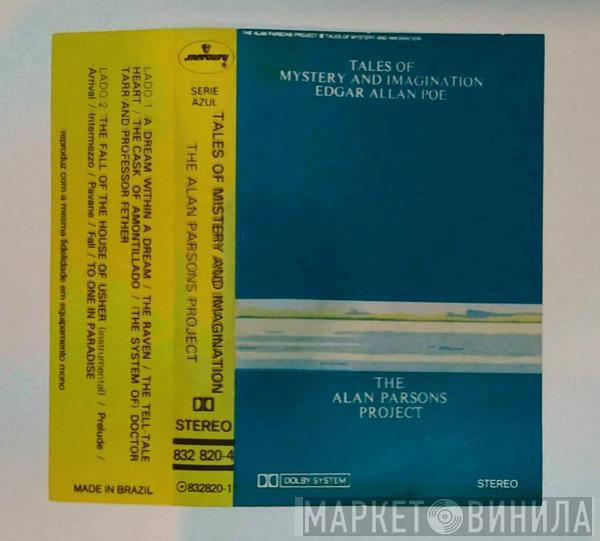 THE ALAN PARSONS PROJECT TALES OF MYSTERY AND IMAGINATION
TALES OF
MYSTERY AND IMAGINATION
EDGAR ALLAN POE
THE
ALAN PARSONS
PROJECT
DOLBY SYSTEM
STEREO
mercury
SERIE
AZUL
TALES OF MISTERY AND IMAGINATION
THE ALAN PARSONS PROJECT
STEREO
832 820-4
832820-1
LADO 1: A DREAM WITHIN A DREAM / THE RAVEN / THE TELL-TALE
HEART / THE CASK OF AMONTILLADO / (THE SYSTEM OF) DOCTOR
TARR AND PROFESSOR FETHER
LADO 2: THE FALL OF THE HOUSE OF USHER (instrumental) / Prelude /
Arrival / Intermezzo / Pavane / Fall / TO ONE IN PARADISE
reproduz com a mesma fidelidade em equipamento mono
MADE IN BRAZIL
МАРКЕТ ВИНИЛА